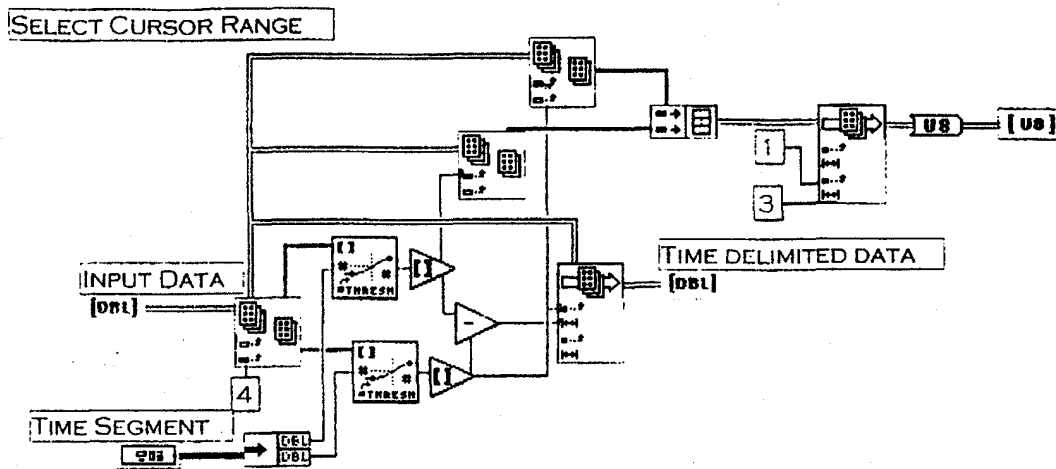 SELECT CURSOR RANGE
U8
[U8]
1
3
TIME DELIMITED DATA
[DBL]
INPUT DATA
[DBL]
[ ]
#
#
THRESH
[ ]
-
[ ]
#
#
THRESH
[ ]
4
TIME SEGMENT
DBL
DBL